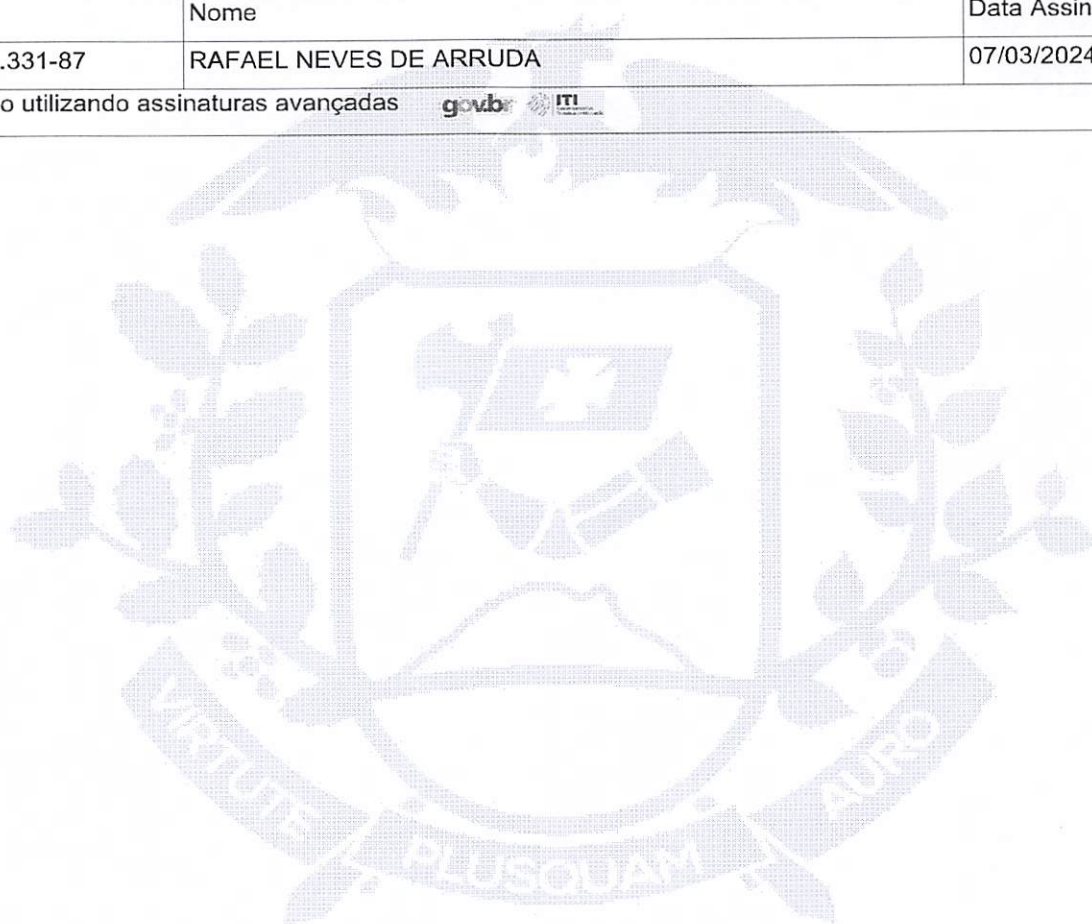 Nome Data Assin
.331-87 RAFAEL NEVES DE ARRUDA 07/03/2024
o utilizando assinaturas avançadas gov.br ITI
VIRTUTE PLUSQUAM AURO